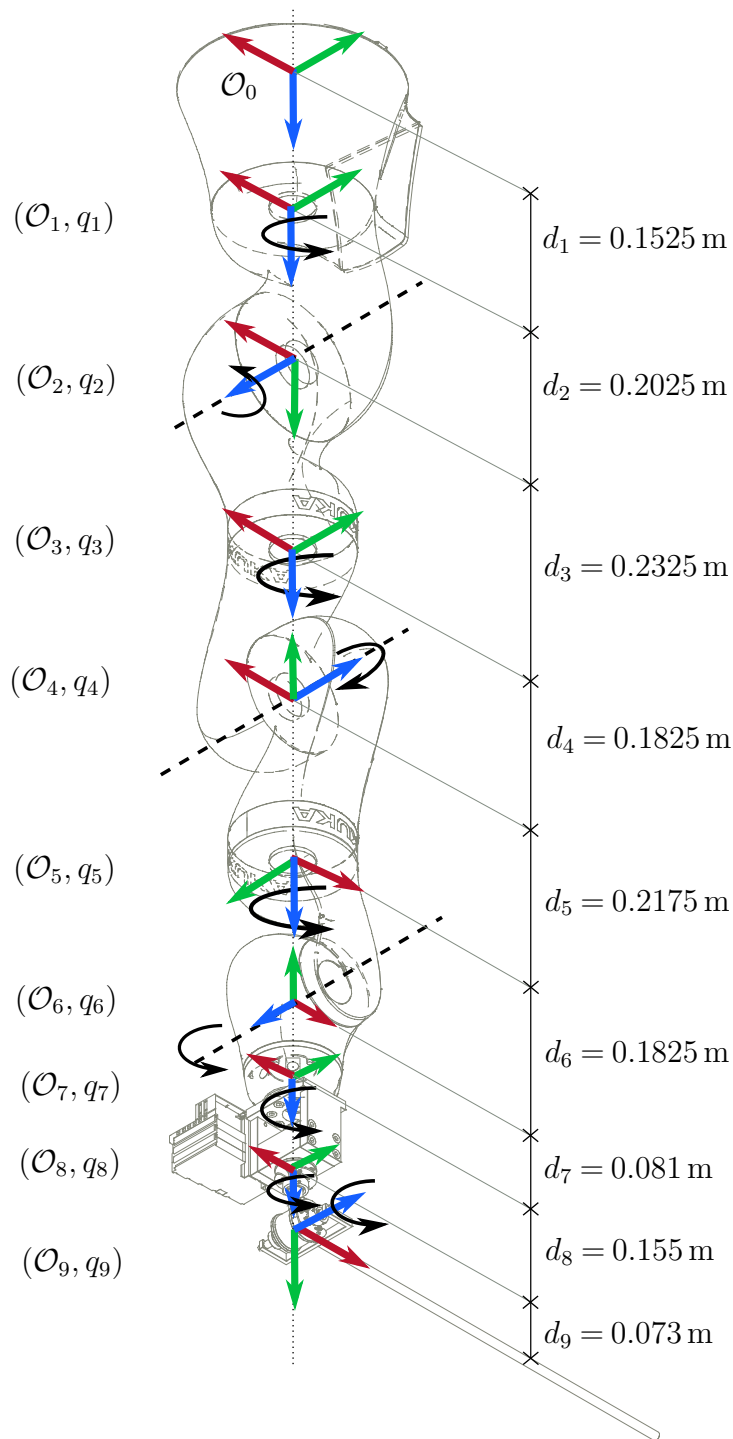 𝒪₀
(𝒪₁, q₁)
d₁ = 0.1525 m
(𝒪₂, q₂)
d₂ = 0.2025 m
KUKA
(𝒪₃, q₃)
d₃ = 0.2325 m
(𝒪₄, q₄)
d₄ = 0.1825 m
KUKA
(𝒪₅, q₅)
d₅ = 0.2175 m
(𝒪₆, q₆)
d₆ = 0.1825 m
(𝒪₇, q₇)
(𝒪₈, q₈)
d₇ = 0.081 m
(𝒪₉, q₉)
d₈ = 0.155 m
d₉ = 0.073 m